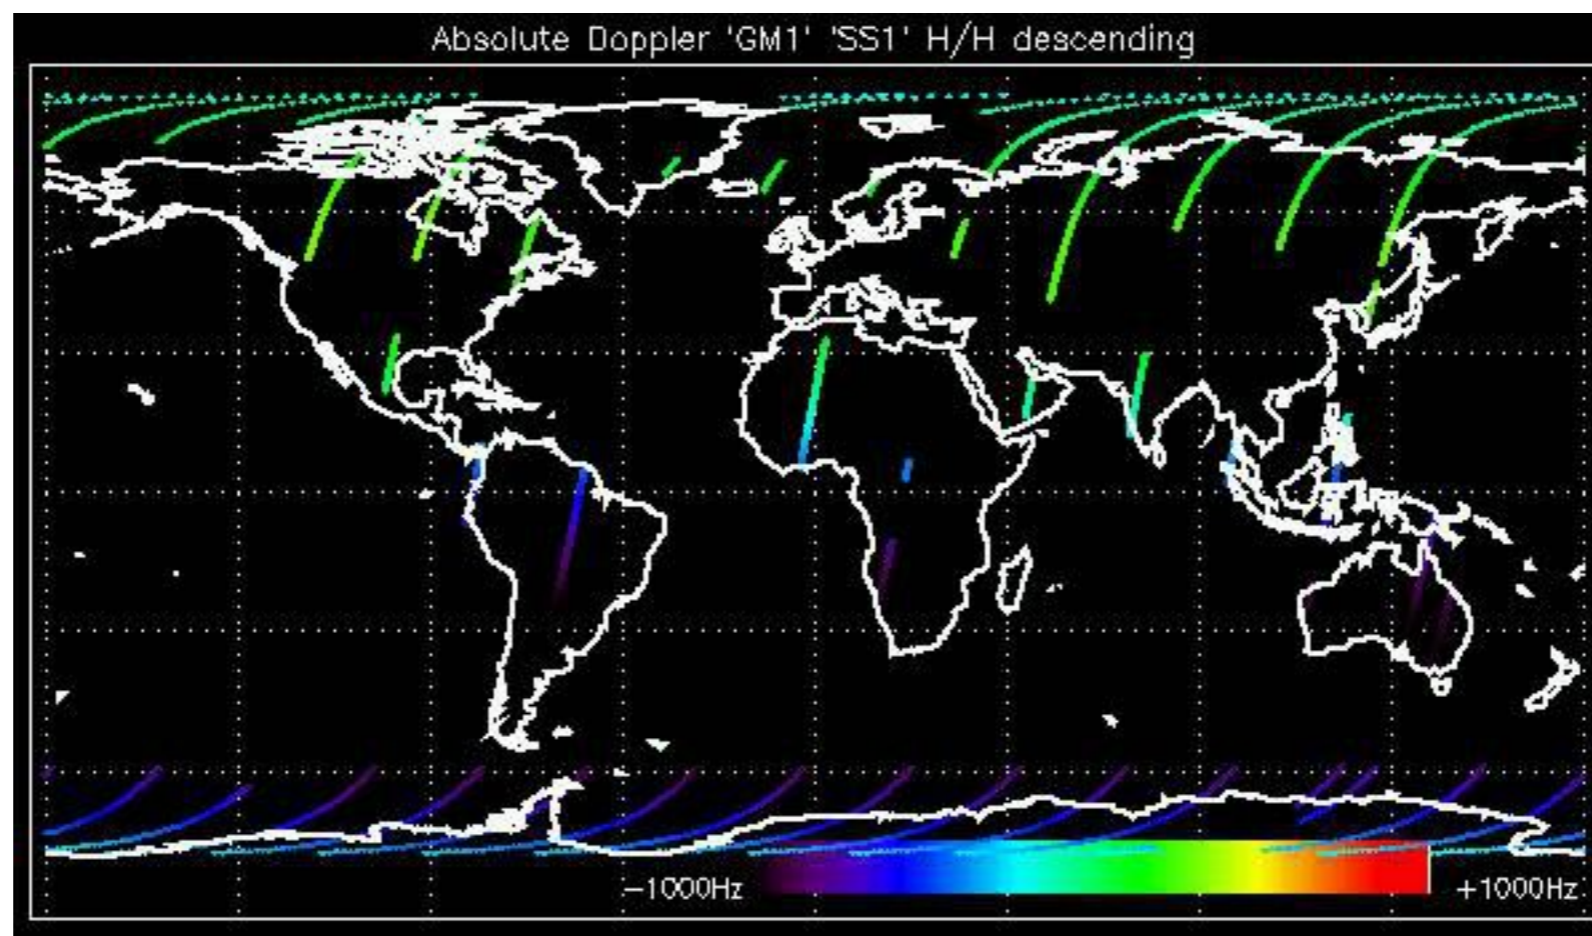 Absolute Doppler 'GM1' 'SS1' H/H descending
−1000Hz +1000Hz